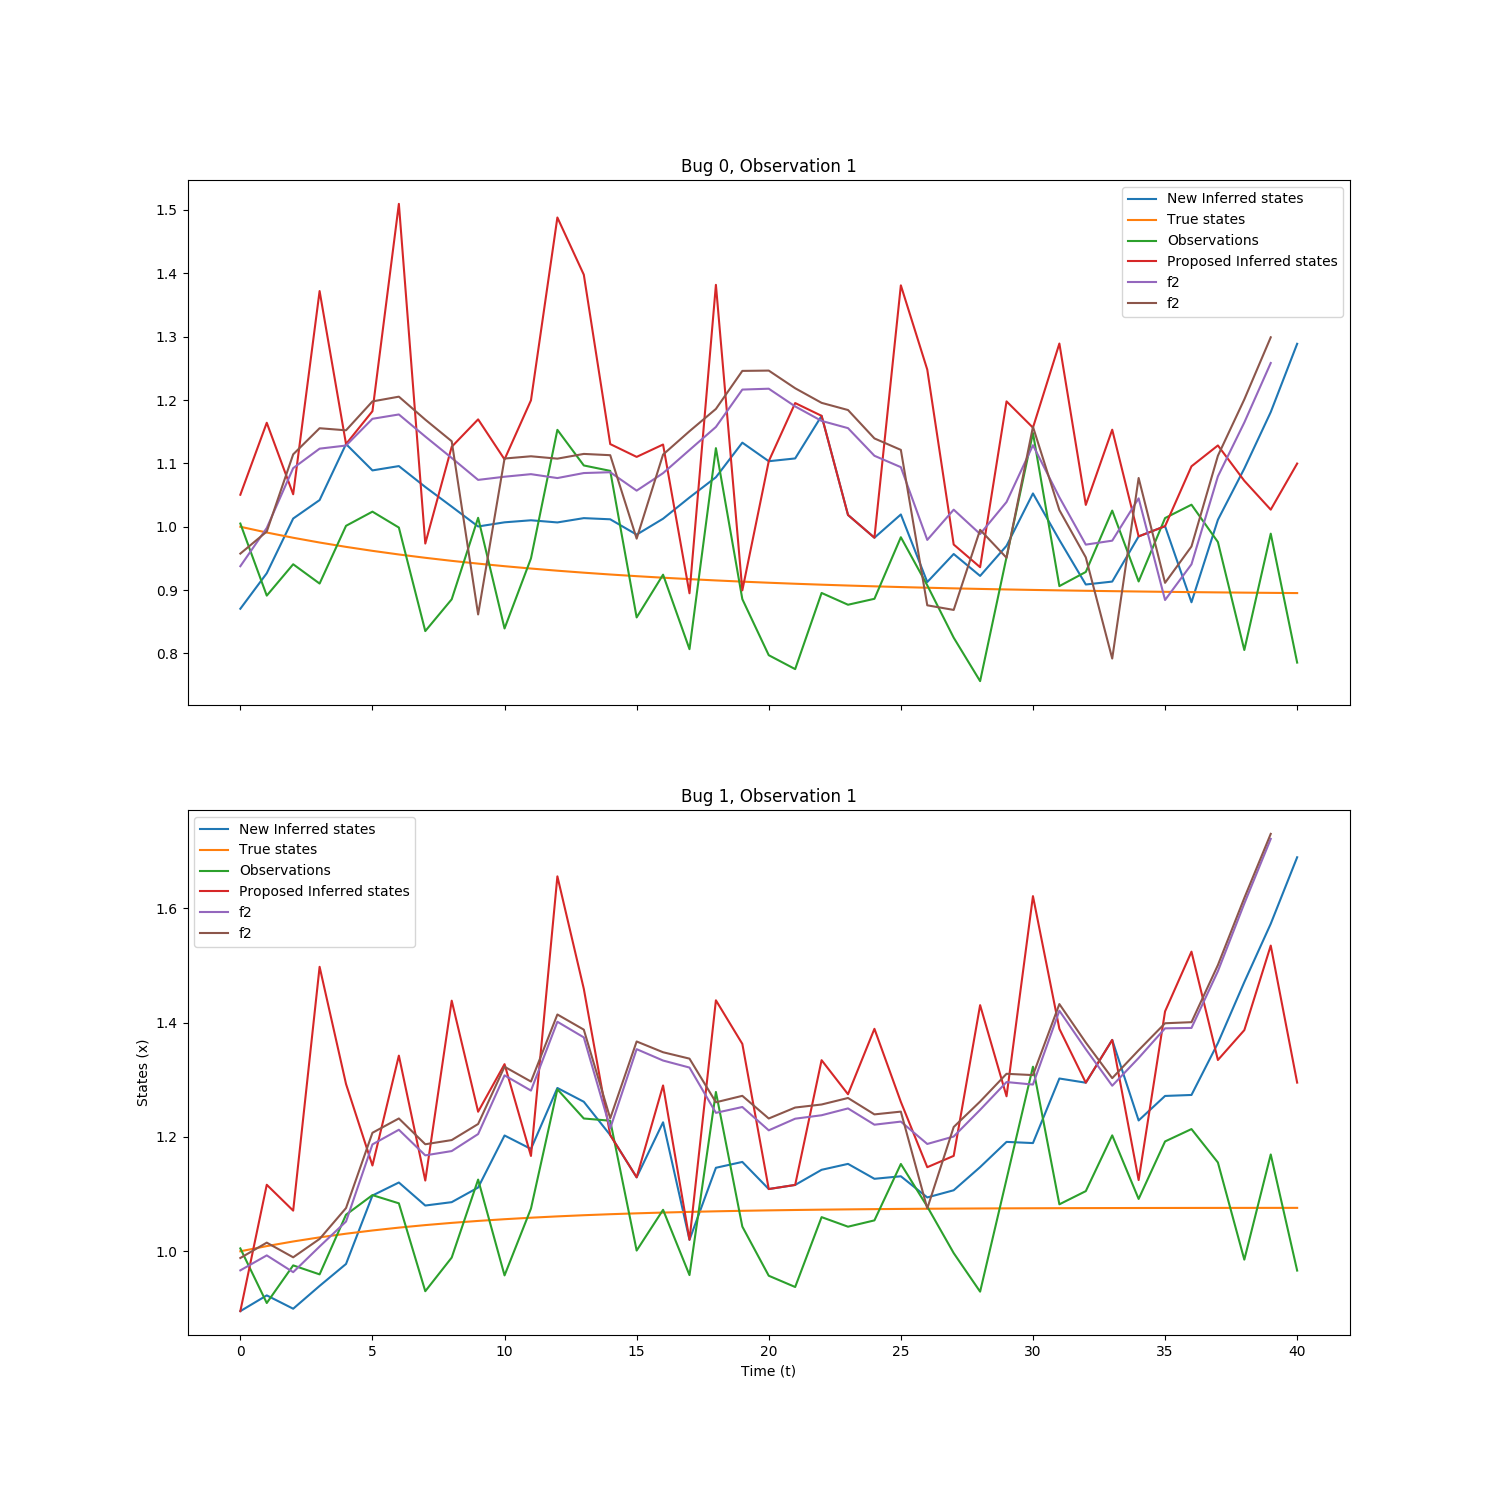 Bug 0, Observation 1
1.5
1.4
1.3
1.2
1.1
1.0
0.9
0.8
New Inferred states
True states
Observations
Proposed Inferred states
f2
f2
Bug 1, Observation 1
New Inferred states
True states
Observations
Proposed Inferred states
f2
f2
States (x)
1.6
1.4
1.2
1.0
0 5 10 15 20 25 30 35 40
Time (t)